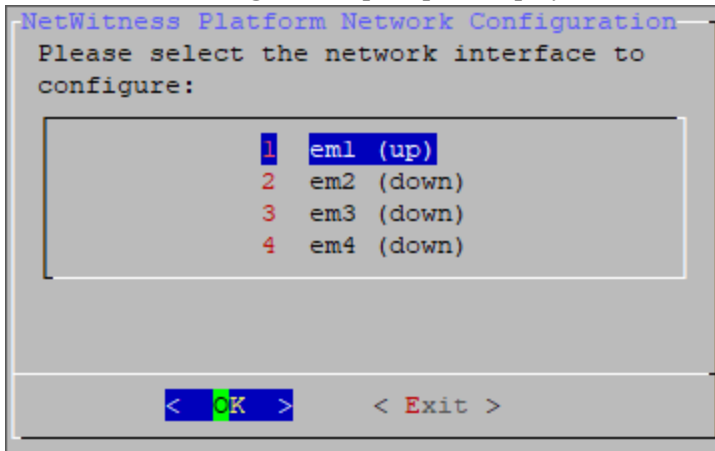 NetWitness Platform Network Configuration
Please select the network interface to
configure:
1 em1 (up)
2 em2 (down)
3 em3 (down)
4 em4 (down)
< OK > < Exit >